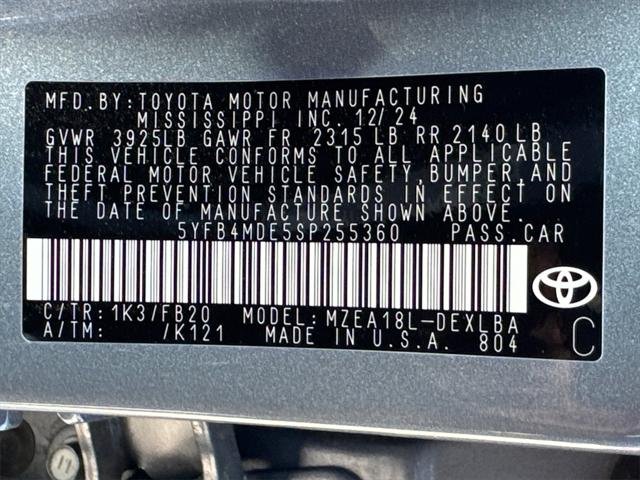 MFD. BY: TOYOTA MOTOR MANUFACTURING
MISSISSIPPI INC. 12/24
GVWR 3925LB GAWR FR 2315 LB RR 2140 LB
THIS VEHICLE CONFORMS TO ALL APPLICABLE
FEDERAL MOTOR VEHICLE SAFETY, BUMPER, AND
THEFT PREVENTION STANDARDS IN EFFECT ON
THE DATE OF MANUFACTURE SHOWN ABOVE.
5YFB4MDE5SP255360 PASS. CAR
C/TR: 1K3/FB20 MODEL: MZEA18L-DEXLBA
A/TM: /K121 MADE IN U.S.A. 804
C